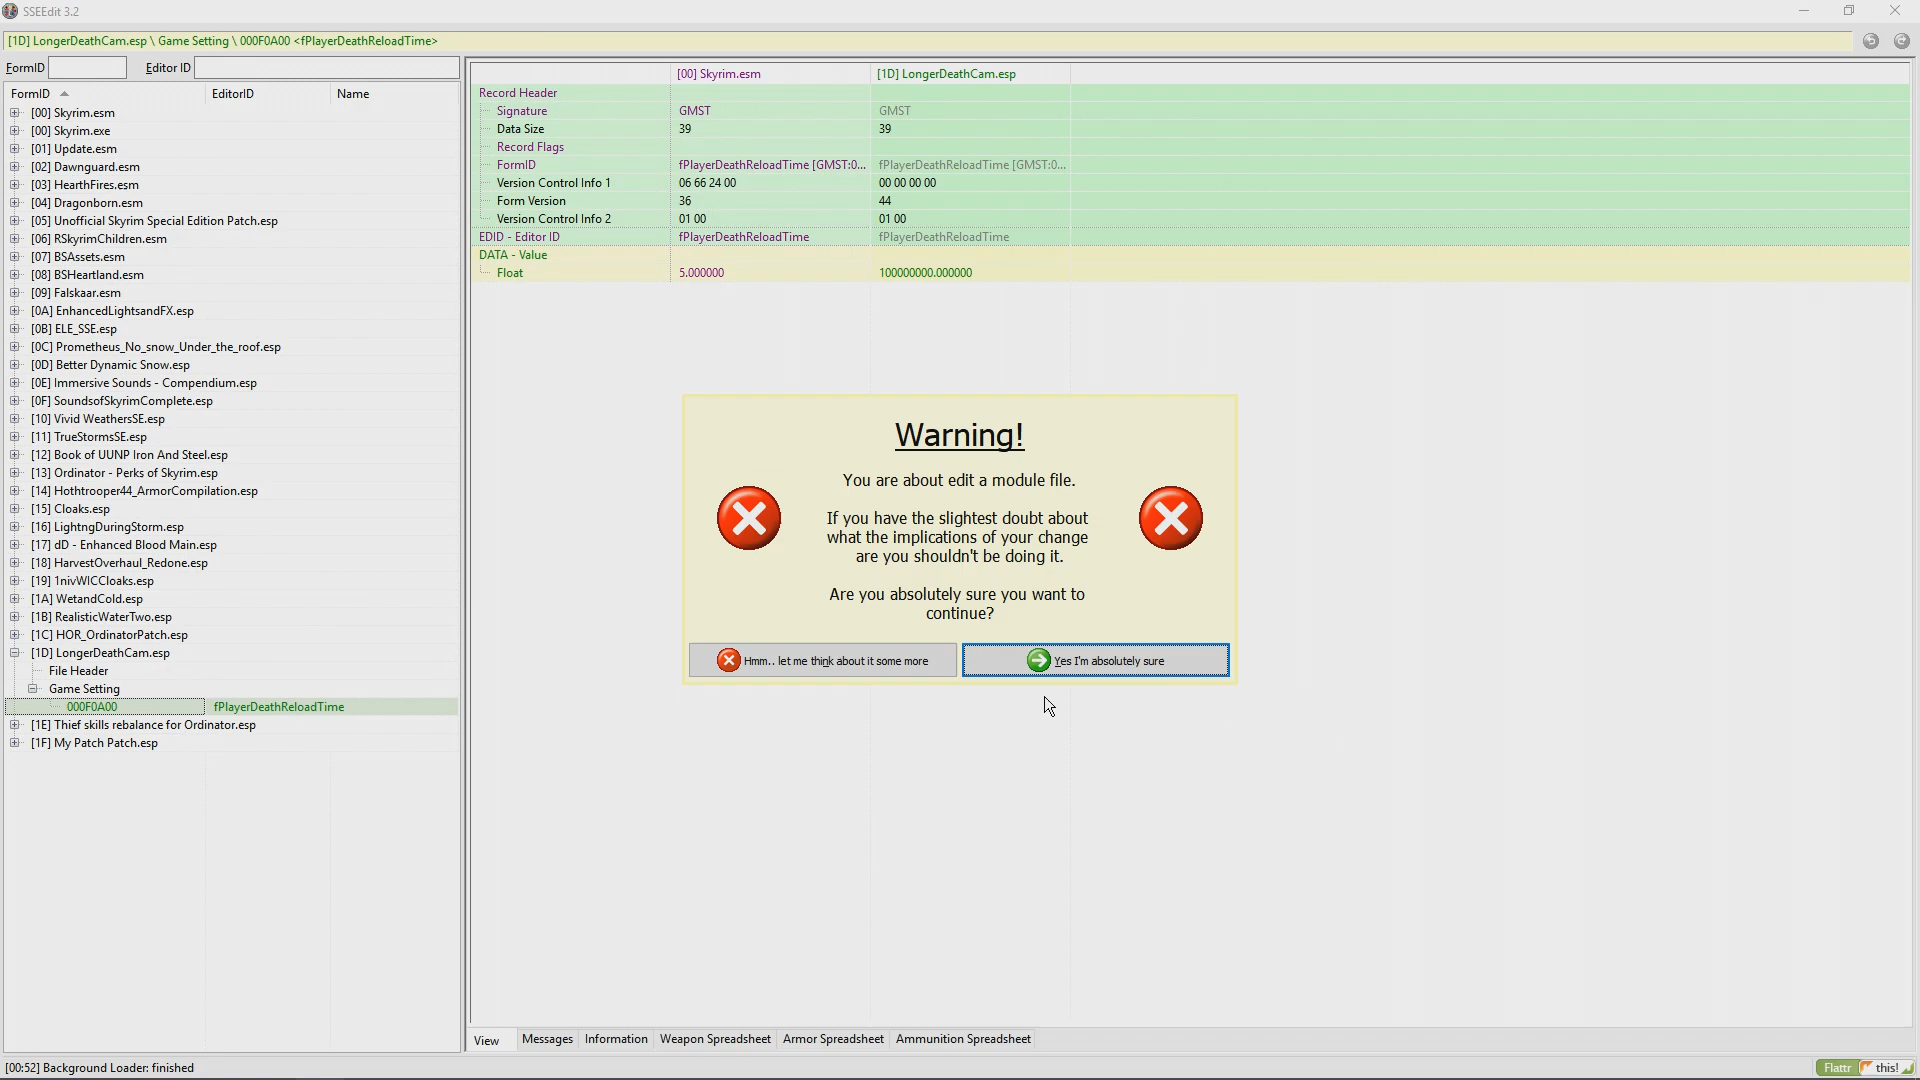 SSEEdit 3.2
[1D] LongerDeathCam.esp \ Game Setting \ 000F0A00 <fPlayerDeathReloadTime>
FormID
Editor ID
FormID EditorID Name
[00] Skyrim.esm
[00] Skyrim.exe
[01] Update.esm
[02] Dawnguard.esm
[03] HearthFires.esm
[04] Dragonborn.esm
[05] Unofficial Skyrim Special Edition Patch.esp
[06] RSkyrimChildren.esm
[07] BSAssets.esm
[08] BSHeartland.esm
[09] Falskaar.esm
[0A] EnhancedLightsandFX.esp
[0B] ELE_SSE.esp
[0C] Prometheus_No_snow_Under_the_roof.esp
[0D] Better Dynamic Snow.esp
[0E] Immersive Sounds - Compendium.esp
[0F] SoundsofSkyrimComplete.esp
[10] Vivid WeathersSE.esp
[11] TrueStormsSE.esp
[12] Book of UUNP Iron And Steel.esp
[13] Ordinator - Perks of Skyrim.esp
[14] Hothtrooper44_ArmorCompilation.esp
[15] Cloaks.esp
[16] LightngDuringStorm.esp
[17] dD - Enhanced Blood Main.esp
[18] HarvestOverhaul_Redone.esp
[19] 1nivWICCloaks.esp
[1A] WetandCold.esp
[1B] RealisticWaterTwo.esp
[1C] HOR_OrdinatorPatch.esp
[1D] LongerDeathCam.esp
File Header
Game Setting
000F0A00 fPlayerDeathReloadTime
[1E] Thief skills rebalance for Ordinator.esp
[1F] My Patch Patch.esp
[00] Skyrim.esm [1D] LongerDeathCam.esp
Record Header
Signature GMST GMST
Data Size 39 39
Record Flags
FormID fPlayerDeathReloadTime [GMST:0... fPlayerDeathReloadTime [GMST:0...
Version Control Info 1 06 66 24 00 00 00 00 00
Form Version 36 44
Version Control Info 2 01 00 01 00
EDID - Editor ID fPlayerDeathReloadTime fPlayerDeathReloadTime
DATA - Value
Float 5.000000 100000000.000000
Warning!
You are about edit a module file.
If you have the slightest doubt about
what the implications of your change
are you shouldn't be doing it.
Are you absolutely sure you want to
continue?
Hmm.. let me think about it some more
Yes I'm absolutely sure
View Messages Information Weapon Spreadsheet Armor Spreadsheet Ammunition Spreadsheet
[00:52] Background Loader: finished
Flattr this!